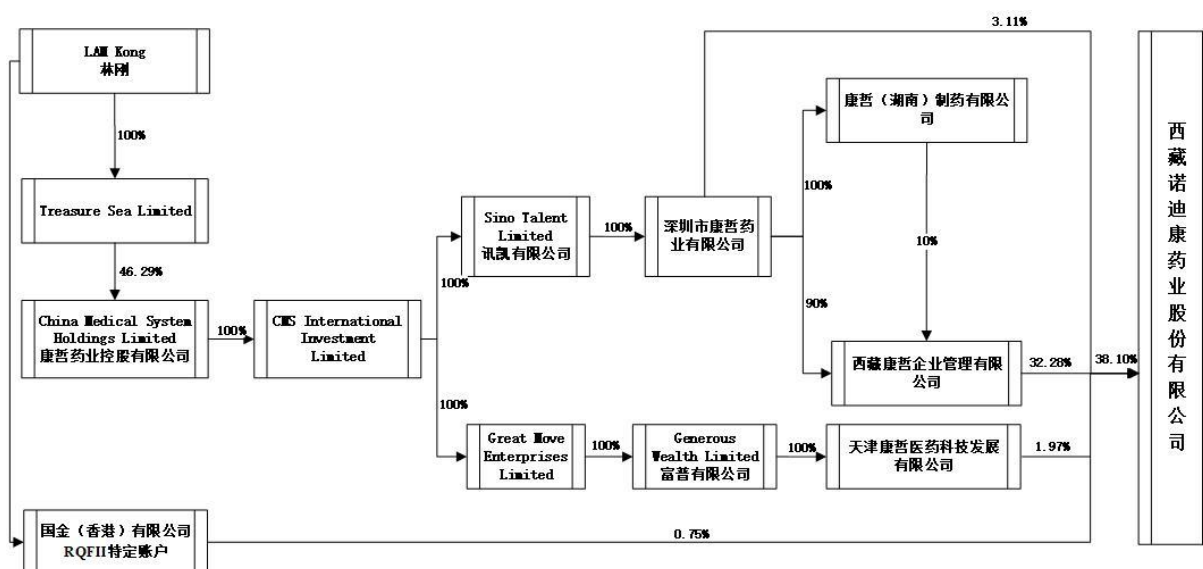 3.11%
LAM Kong
林刚
100%
Treasure Sea Limited
46.29%
China Medical System
Holdings Limited
康哲药业控股有限公司
100%
CMS International
Investment
Limited
100%
Sino Talent
Limited
讯凯有限公司
100%
深圳市康哲药
业有限公司
100%
康哲（湖南）制药有限公
司
10%
90%
西藏康哲企业管理有限
公司
32.28%
38.10%
100%
Great Move
Enterprises
Limited
100%
Generous
Wealth Limited
富普有限公司
100%
天津康哲医药科技发展
有限公司
1.97%
国金（香港）有限公司
RQFII特定账户
0.75%
西藏诺迪康药业股份有限公司